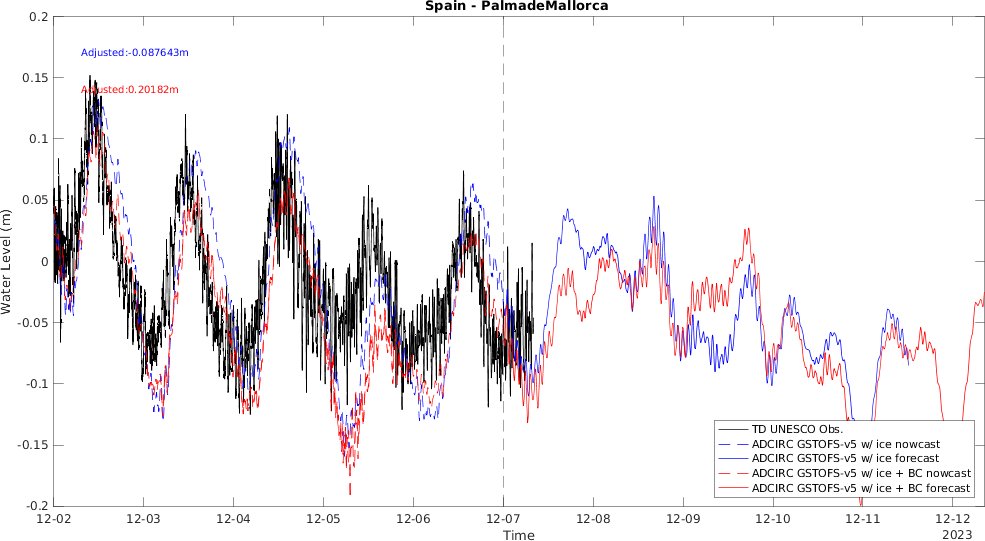 Spain - PalmadeMallorca
0.2
0.15
0.1
0.05
0
-0.05
-0.1
-0.15
-0.2
Water Level (m)
Adjusted:-0.087643m
Adjusted:0.20182m
TD UNESCO Obs.
ADCIRC GSTOFS-v5 w/ ice nowcast
ADCIRC GSTOFS-v5 w/ ice forecast
ADCIRC GSTOFS-v5 w/ ice + BC nowcast
ADCIRC GSTOFS-v5 w/ ice + BC forecast
12-02 12-03 12-04 12-05 12-06 12-07 12-08 12-09 12-10 12-11 12-12
Time
2023